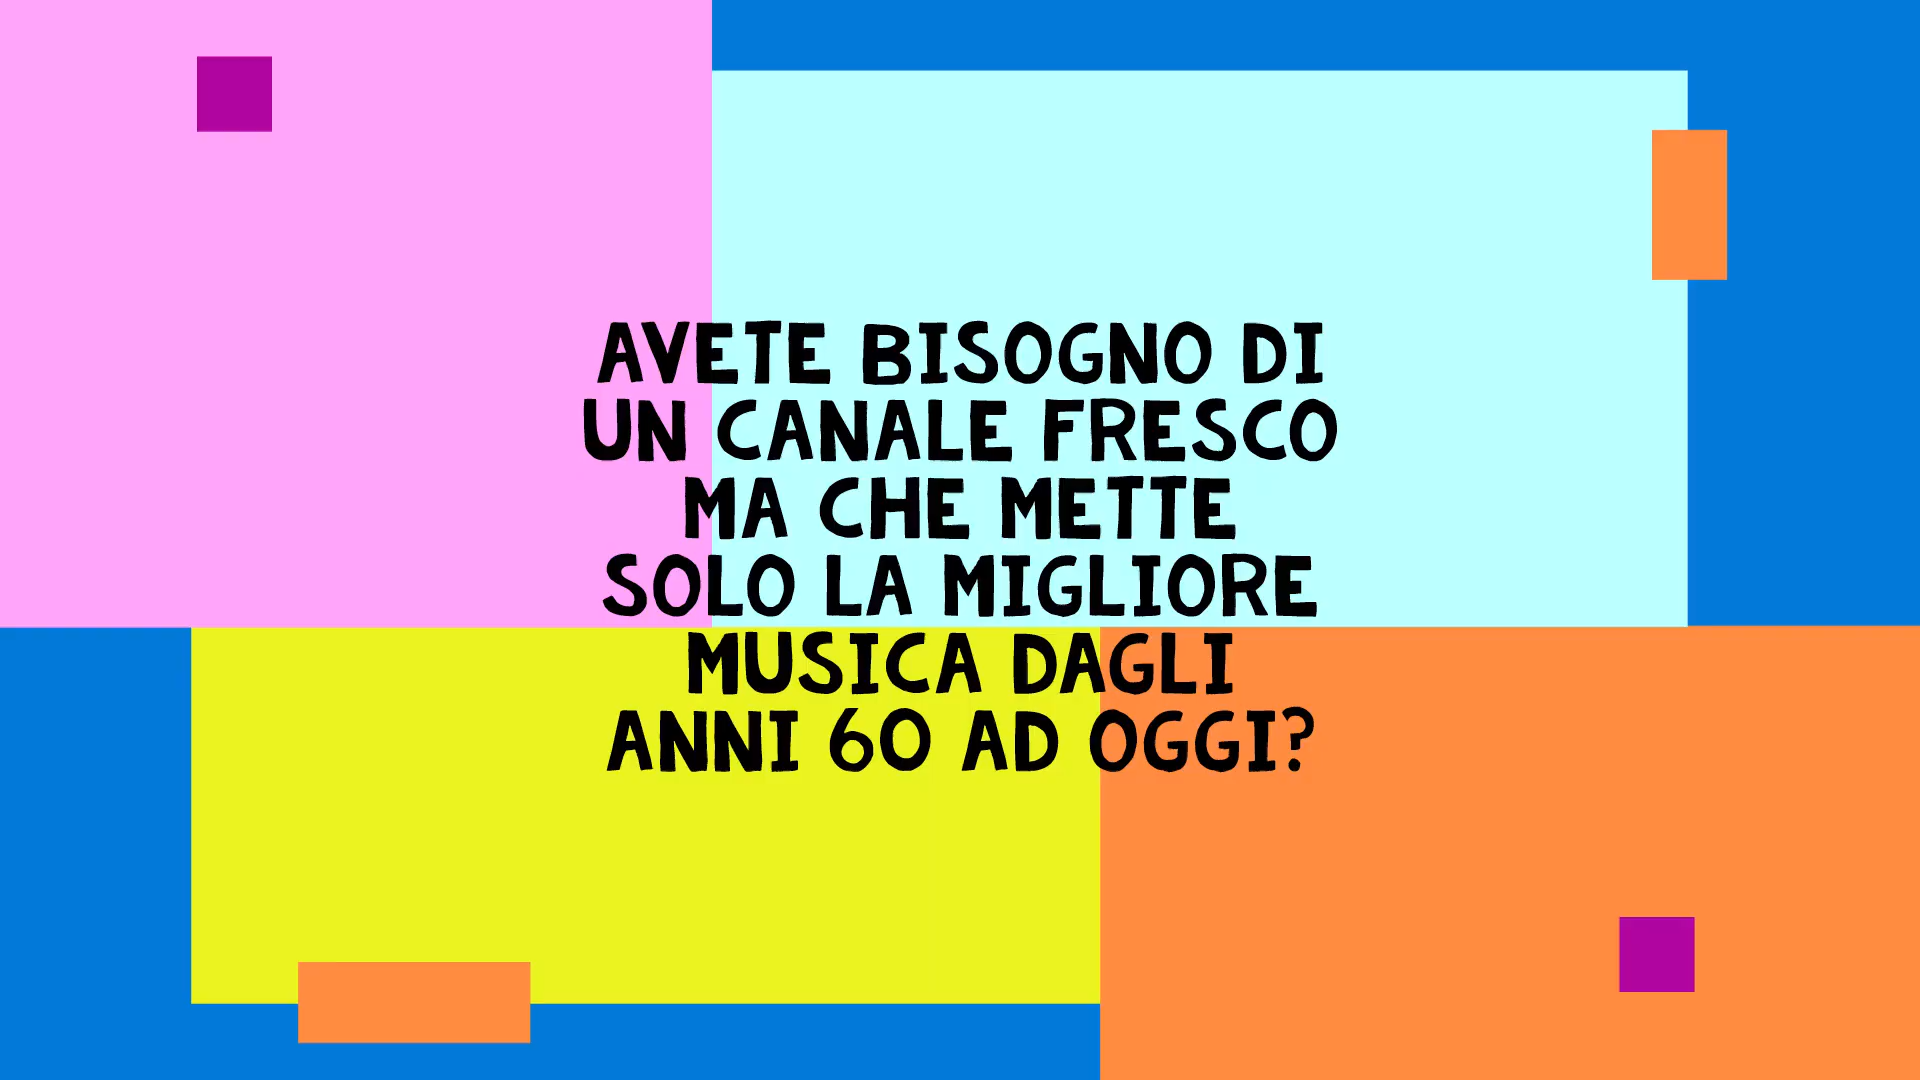 AVETE BISOGNO DI
UN CANALE FRESCO
MA CHE METTE
SOLO LA MIGLIORE
MUSICA DAGLI
ANNI 60 AD OGGI?